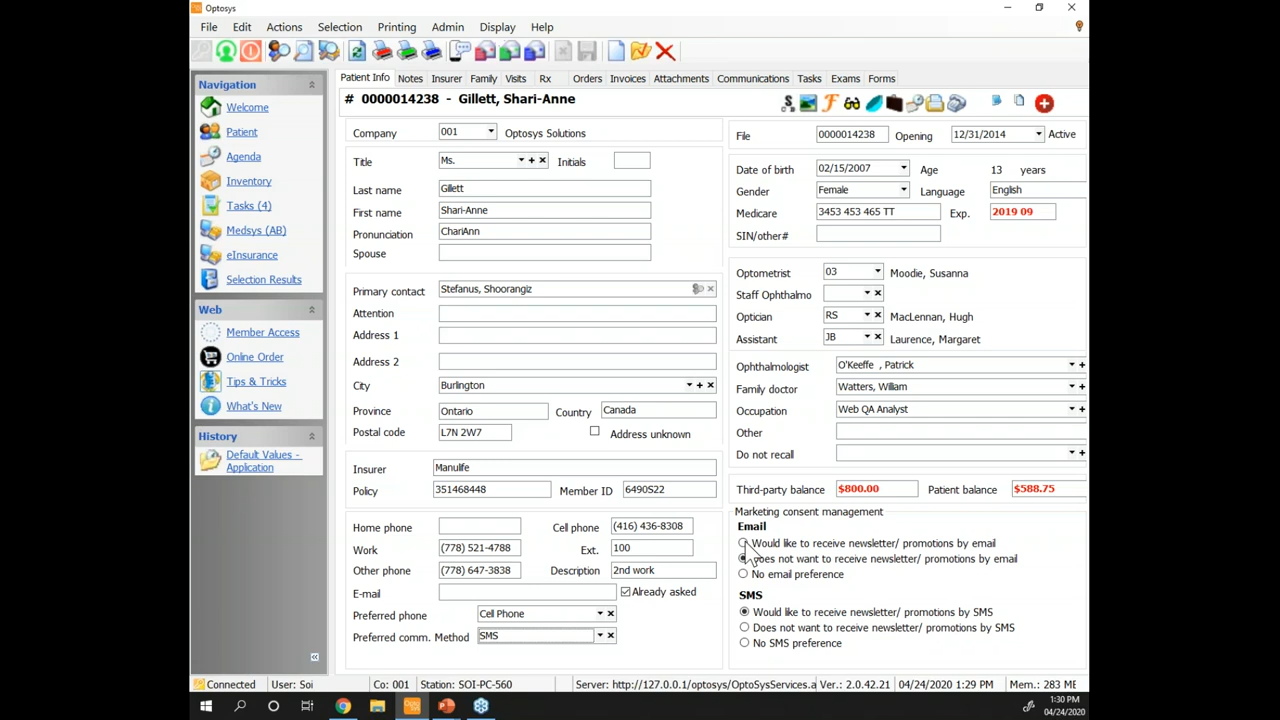 Optosys
File Edit Actions Selection Printing Admin Display Help
Navigation
Welcome
Patient
Agenda
Inventory
Tasks (4)
Medsys (AB)
eInsurance
Selection Results
Web
Member Access
Online Order
Tips & Tricks
What's New
History
Default Values -
Application
Patient Info Notes Insurer Family Visits Rx Orders Invoices Attachments Communications Tasks Exams Forms
# 0000014238 - Gillett, Shari-Anne
Company 001 Optosys Solutions
Title Ms. Initials
Last name Gillett
First name Shari-Anne
Pronunciation ChariAnn
Spouse
Primary contact Stefanus, Shoorangiz
Attention
Address 1
Address 2
City Burlington
Province Ontario Country Canada
Postal code L7N 2W7 Address unknown
Insurer Manulife
Policy 351468448 Member ID 6490S22
Home phone Cell phone (416) 436-8308
Work (778) 521-4788 Ext. 100
Other phone (778) 647-3838 Description 2nd work
E-mail Already asked
Preferred phone Cell Phone
Preferred comm. Method SMS
File 0000014238 Opening 12/31/2014 Active
Date of birth 02/15/2007 Age 13 years
Gender Female Language English
Medicare 3453 453 465 TT Exp. 2019 09
SIN/other#
Optometrist 03 Moodie, Susanna
Staff Ophthalmo
Optician RS MacLennan, Hugh
Assistant JB Laurence, Margaret
Ophthalmologist O'Keeffe , Patrick
Family doctor Watters, William
Occupation Web QA Analyst
Other
Do not recall
Third-party balance $800.00 Patient balance $588.75
Marketing consent management
Email
Would like to receive newsletter/ promotions by email
Does not want to receive newsletter/ promotions by email
No email preference
SMS
Would like to receive newsletter/ promotions by SMS
Does not want to receive newsletter/ promotions by SMS
No SMS preference
Connected User: Soi Co: 001 Station: SOI-PC-560 Server: http://127.0.0.1/optosys/OptoSysServices.a Ver.: 2.0.42.21 04/24/2020 1:29 PM Mem.: 283 ME
1:30 PM
04/24/2020